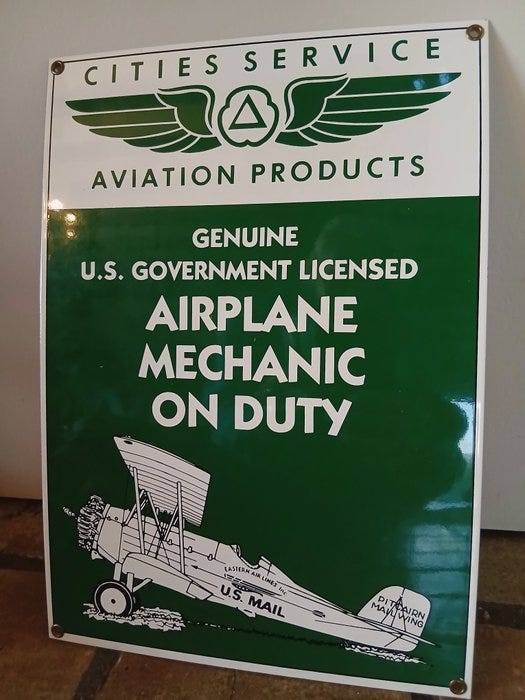 CITIES SERVICE
AVIATION PRODUCTS
GENUINE
U.S. GOVERNMENT LICENSED
AIRPLANE
MECHANIC
ON DUTY
EASTERN AIR LINES INC.
U.S. MAIL
PITCAIRN
MAILWING